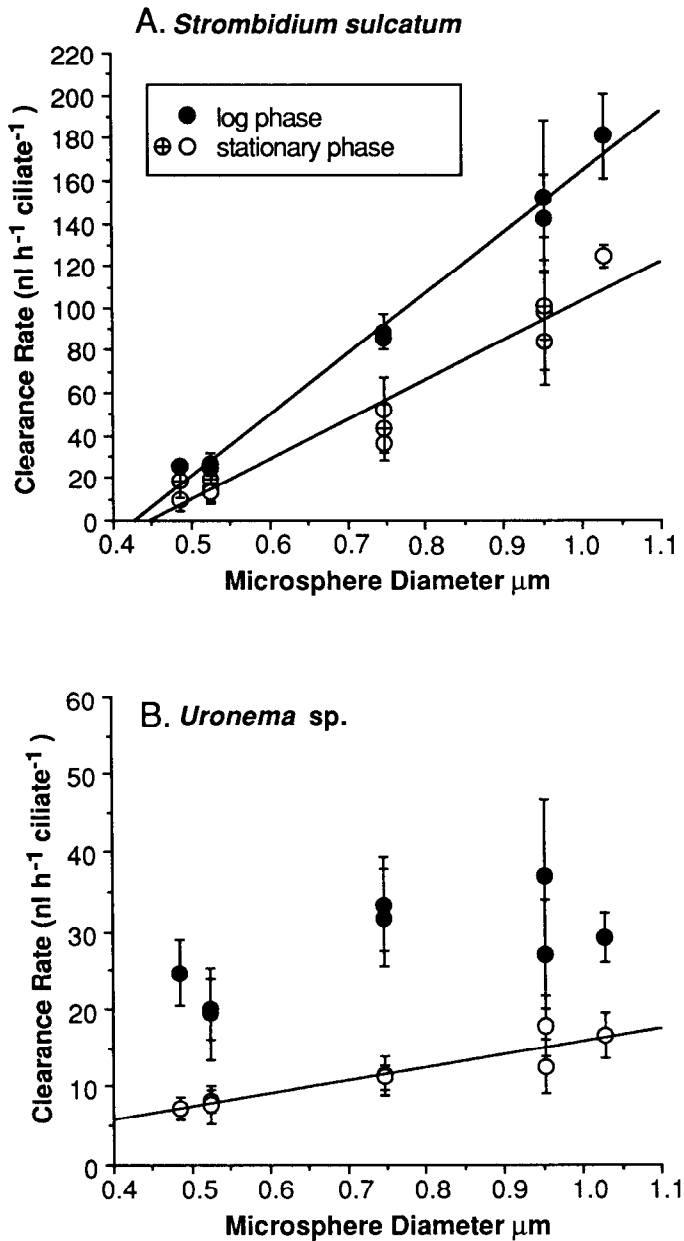 A. Strombidium sulcatum
220
200
180
160
140
120
100
80
60
40
20
0
Clearance Rate (nl h⁻¹ ciliate⁻¹)
log phase
stationary phase
0.4 0.5 0.6 0.7 0.8 0.9 1.0 1.1
Microsphere Diameter µm
B. Uronema sp.
60
50
40
30
20
10
0
Clearance Rate (nl h⁻¹ ciliate⁻¹)
0.4 0.5 0.6 0.7 0.8 0.9 1.0 1.1
Microsphere Diameter µm